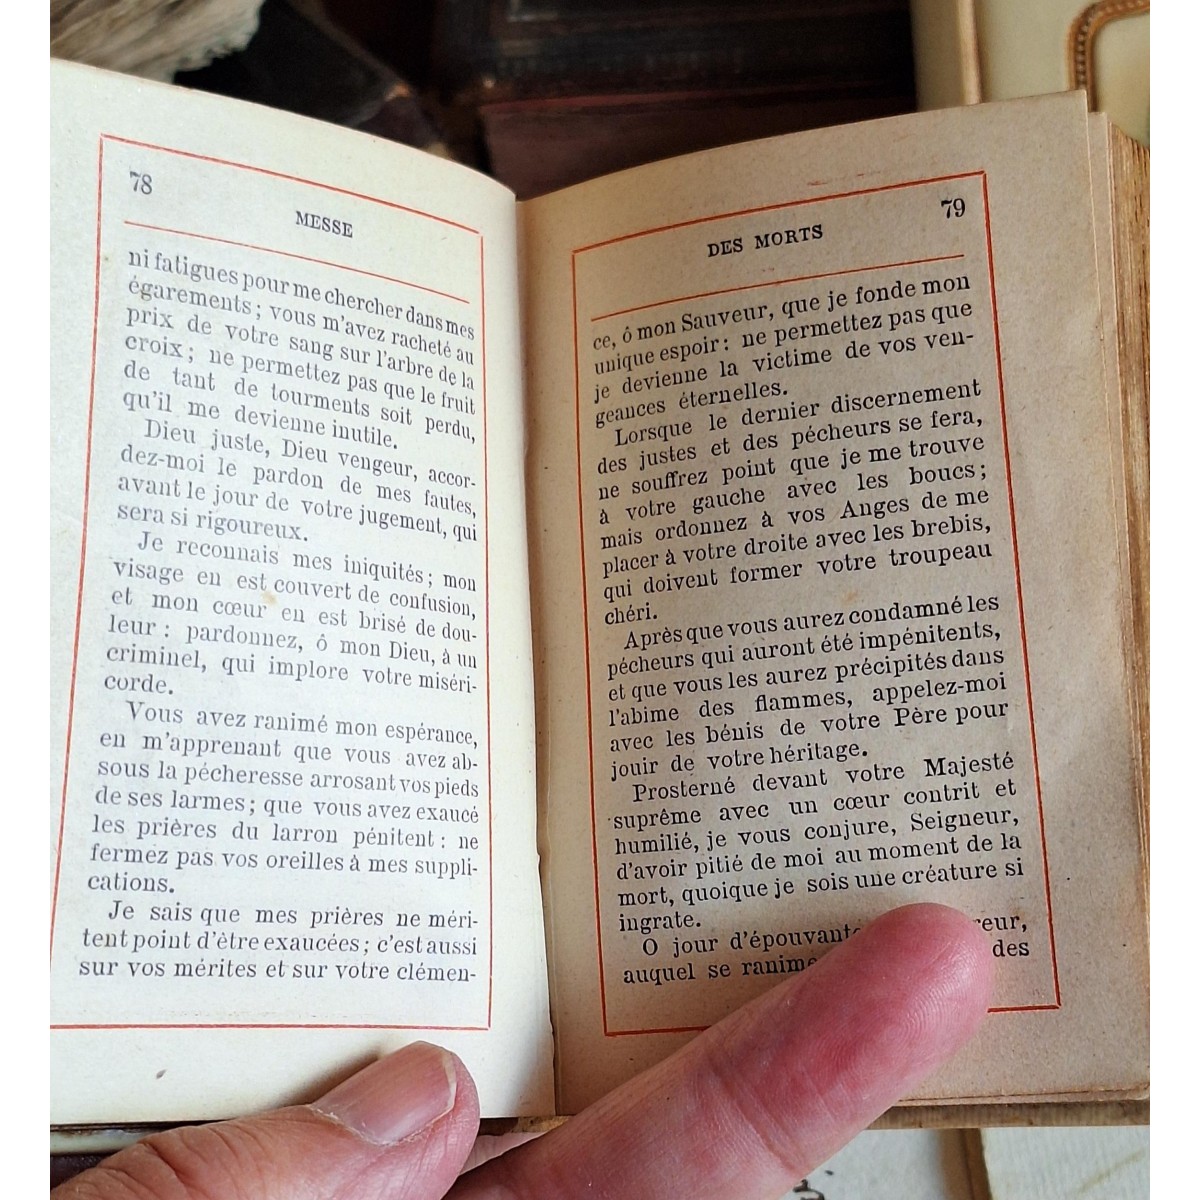 78
MESSE
ni fatigues pour me chercher dans mes
égarements ; vous m'avez racheté au
prix de votre sang sur l'arbre de la
croix ; ne permettez pas que le fruit
de tant de tourments soit perdu,
qu'il me devienne inutile.
Dieu juste, Dieu vengeur, accor-
dez-moi le pardon de mes fautes,
avant le jour de votre jugement, qui
sera si rigoureux.
Je reconnais mes iniquités ; mon
visage en est couvert de confusion,
et mon cœur en est brisé de dou-
leur : pardonnez, ô mon Dieu, à un
criminel, qui implore votre miséri-
corde.
Vous avez ranimé mon espérance,
en m'apprenant que vous avez ab-
sous la pécheresse arrosant vos pieds
de ses larmes ; que vous avez exaucé
les prières du larron pénitent : ne
fermez pas vos oreilles à mes suppli-
cations.
Je sais que mes prières ne méri-
tent point d'être exaucées ; c'est aussi
sur vos mérites et sur votre clémen-
79
DES MORTS
ce, ô mon Sauveur, que je fonde mon
unique espoir : ne permettez pas que
je devienne la victime de vos ven-
geances éternelles.
Lorsque le dernier discernement
des justes et des pécheurs se fera,
ne souffrez point que je me trouve
à votre gauche avec les boucs ;
mais ordonnez à vos Anges de me
placer à votre droite avec les brebis,
qui doivent former votre troupeau
chéri.
Après que vous aurez condamné les
pécheurs qui auront été impénitents,
et que vous les aurez précipités dans
l'abime des flammes, appelez-moi
avec les bénis de votre Père pour
jouir de votre héritage.
Prosterné devant votre Majesté
suprême avec un cœur contrit et
humilié, je vous conjure, Seigneur,
d'avoir pitié de moi au moment de la
mort, quoique je sois une créature si
ingrate.
O jour
auquel se des